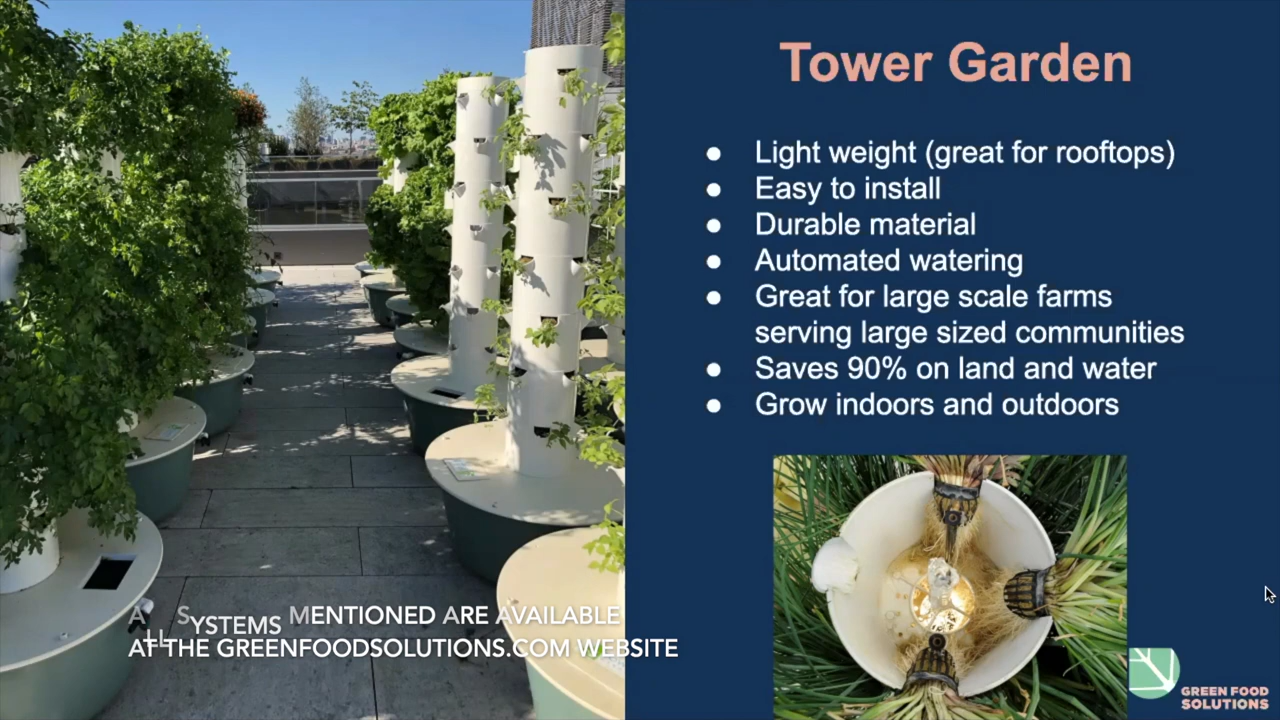 Tower Garden
● Light weight (great for rooftops)
● Easy to install
● Durable material
● Automated watering
● Great for large scale farms
serving large sized communities
● Saves 90% on land and water
● Grow indoors and outdoors
ALL SYSTEMS MENTIONED ARE AVAILABLE
AT THE GREENFOODSOLUTIONS.COM WEBSITE
GREEN FOOD
SOLUTIONS